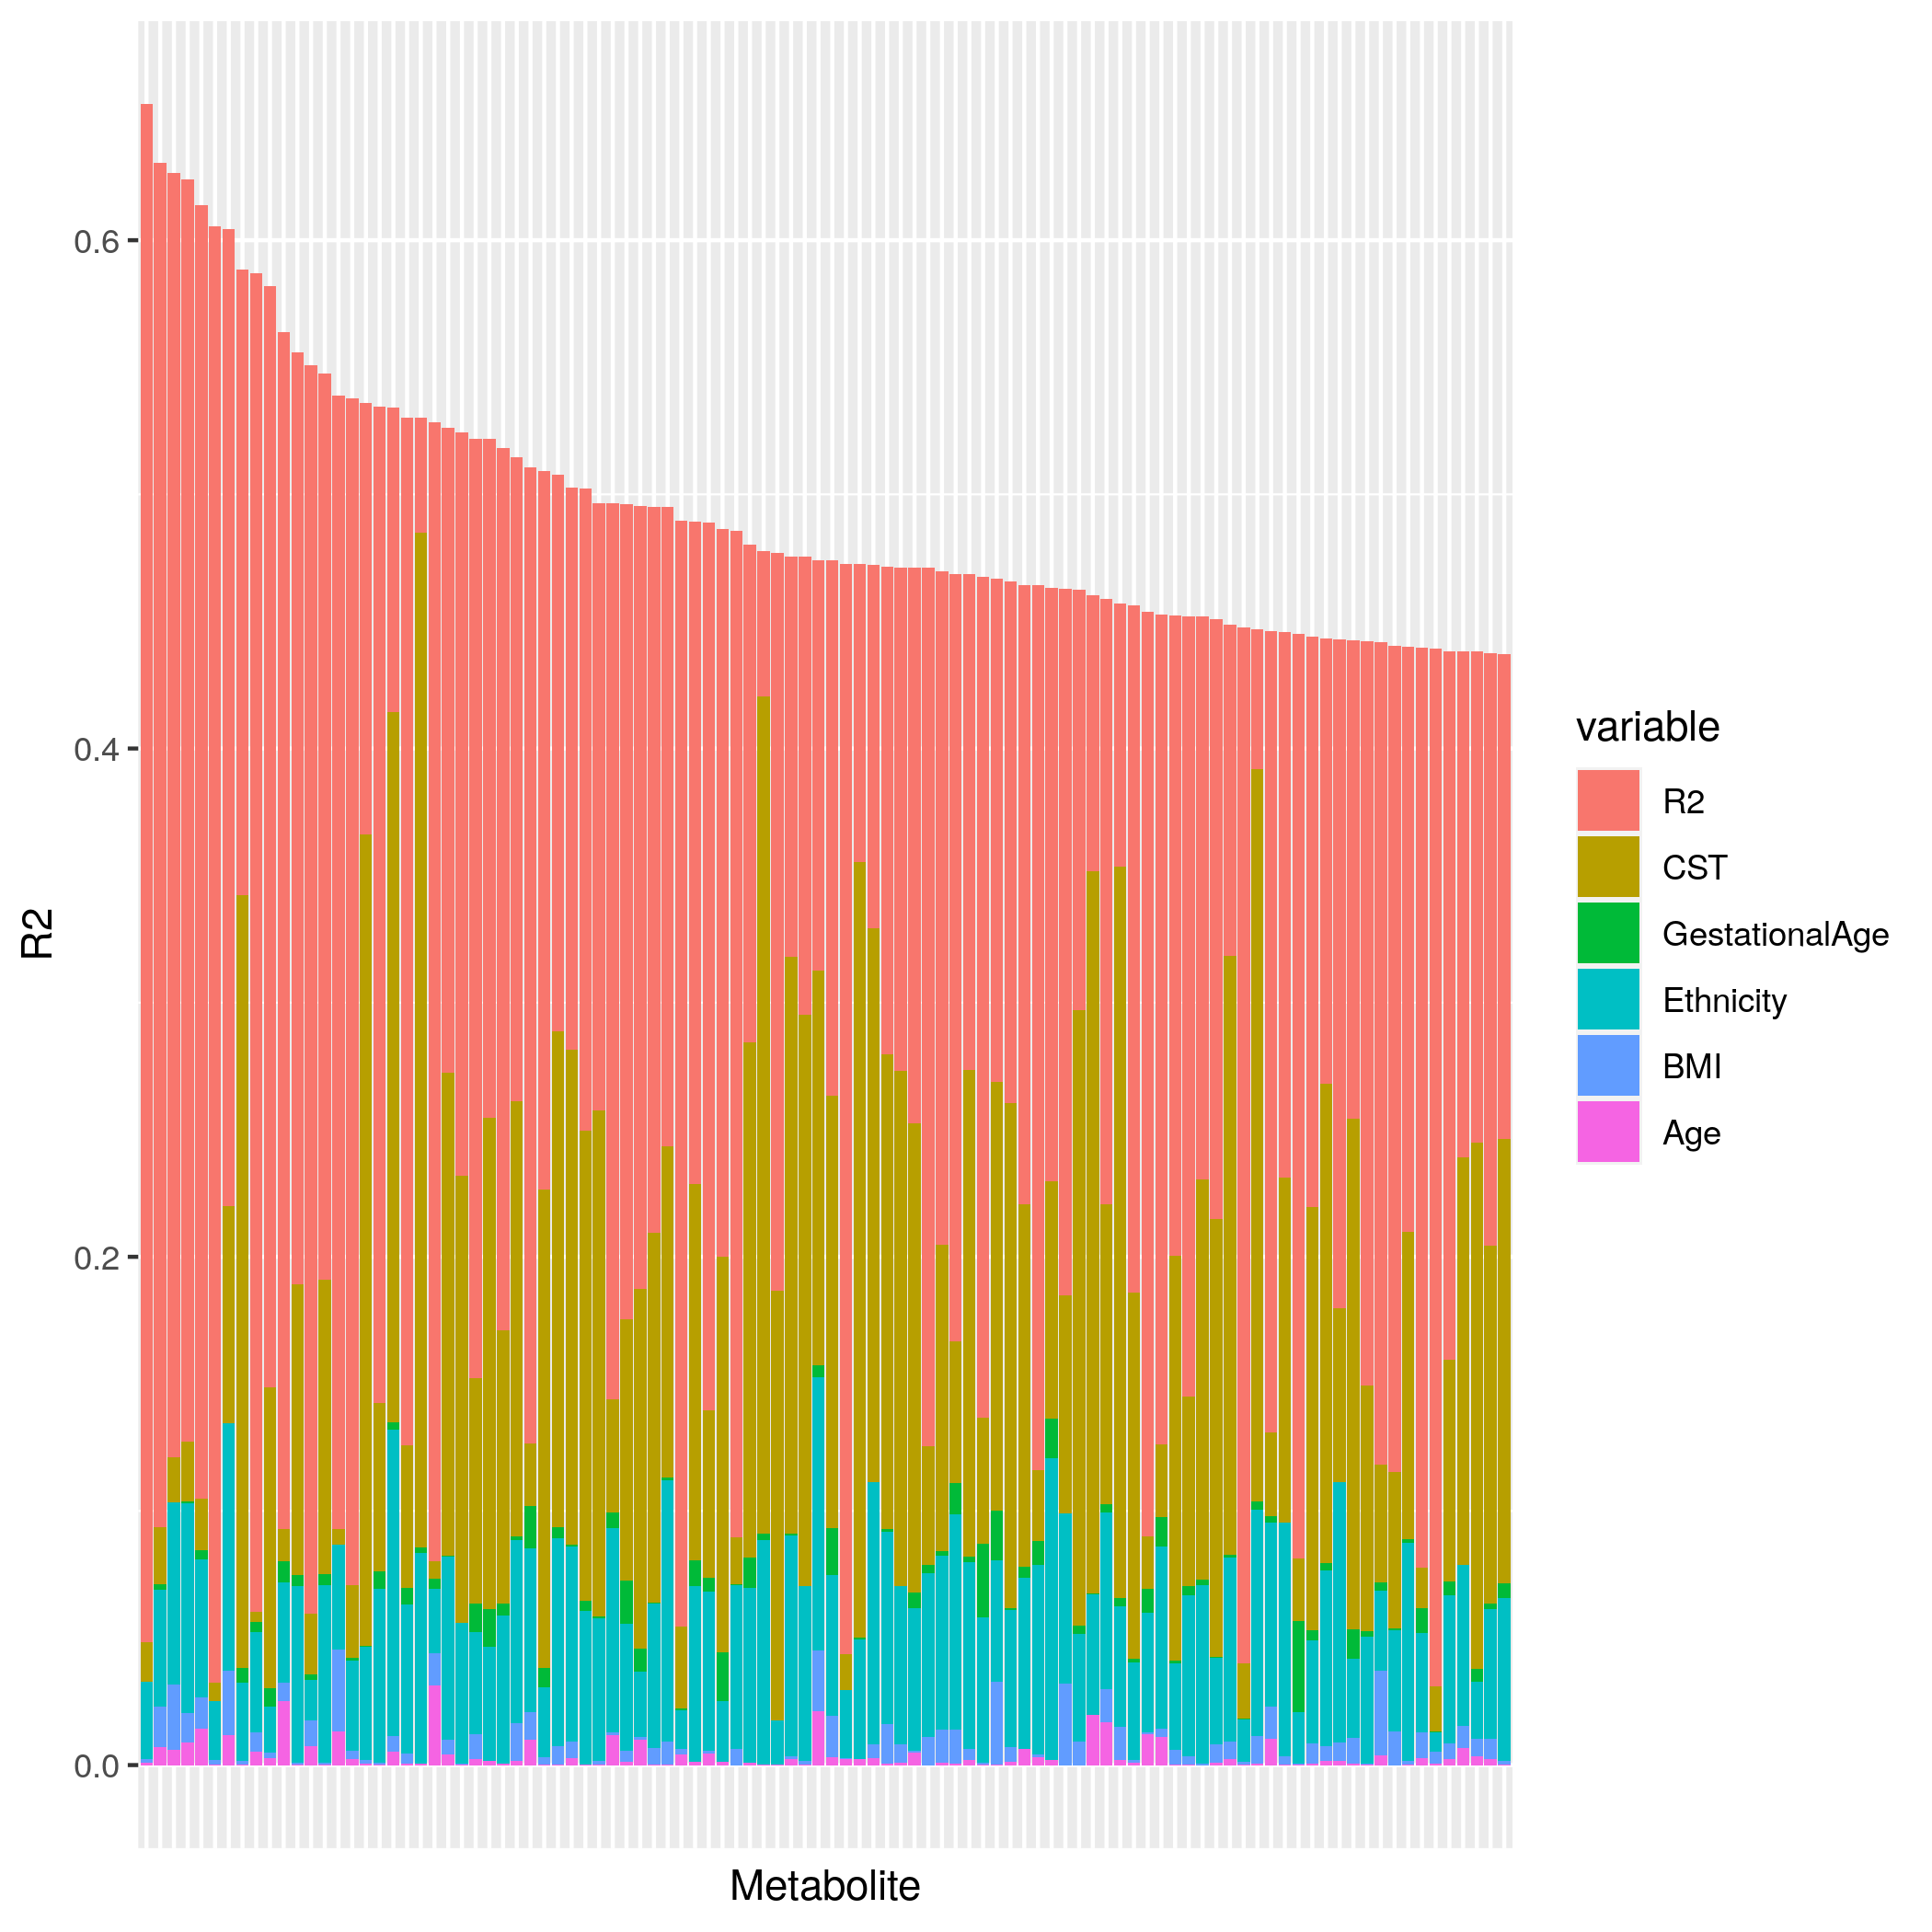 0.6
0.4
0.2
0.0
R2
Metabolite
variable
R2
CST
GestationalAge
Ethnicity
BMI
Age